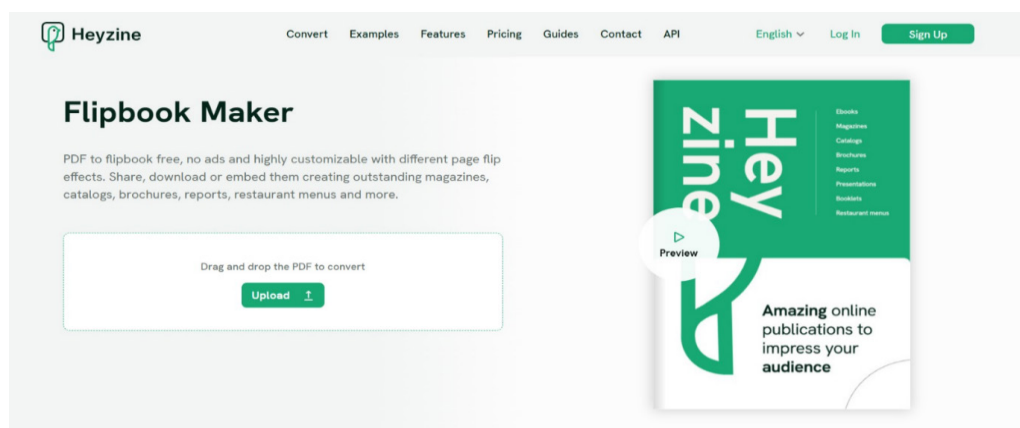 Heyzine
Convert Examples Features Pricing Guides Contact API
English Log In Sign Up
Flipbook Maker
PDF to flipbook free, no ads and highly customizable with different page flip
effects. Share, download or embed them creating outstanding magazines,
catalogs, brochures, reports, restaurant menus and more.
Drag and drop the PDF to convert
Upload
Hey
zine
Ebooks
Magazines
Catalogs
Brochures
Reports
Presentations
Booklets
Restaurant menus
Preview
Amazing online
publications to
impress your
audience